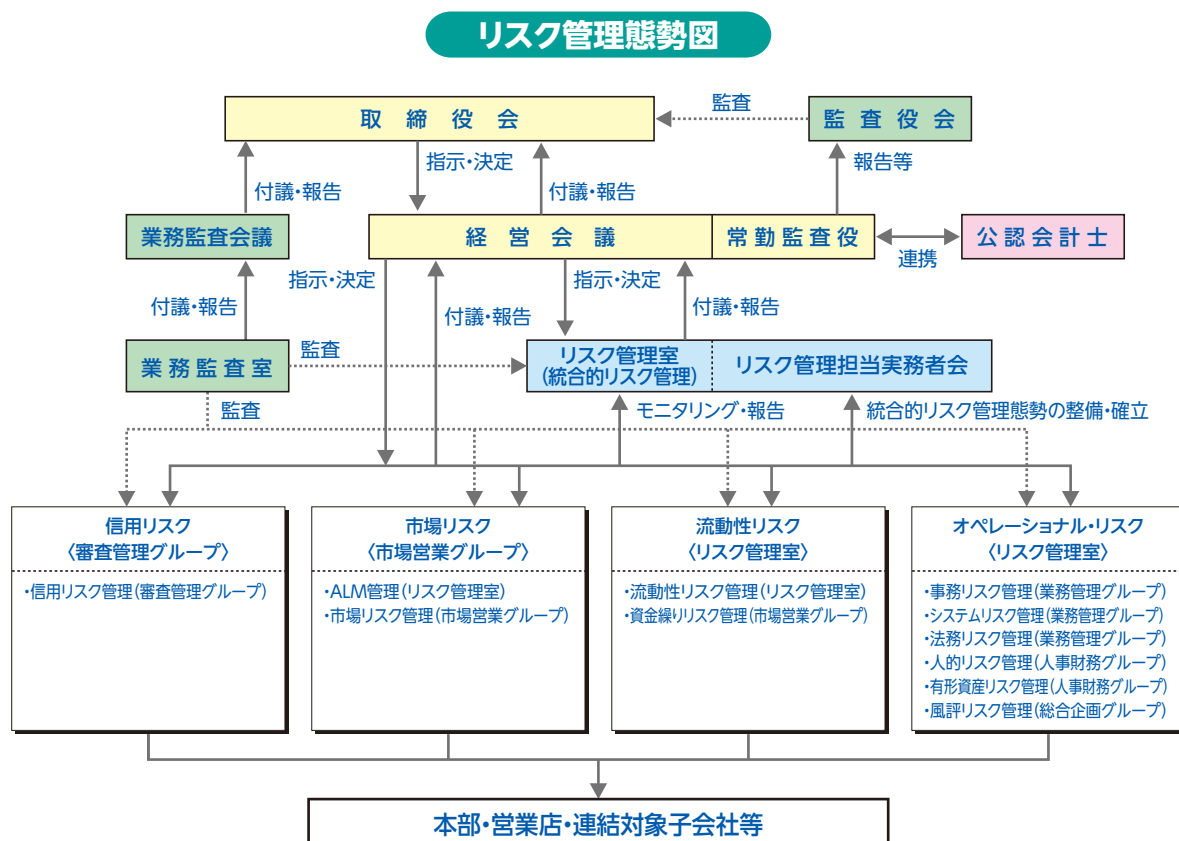 リスク管理態勢図
取締役会
監査
監査役会
指示・決定
報告等
付議・報告
付議・報告
業務監査会議
経営会議
常勤監査役
公認会計士
連携
指示・決定
指示・決定
付議・報告
付議・報告
付議・報告
業務監査室
監査
リスク管理室
(統合的リスク管理)
リスク管理担当実務者会
監査
モニタリング・報告
統合的リスク管理態勢の整備・確立
信用リスク
〈審査管理グループ〉
・信用リスク管理(審査管理グループ)
市場リスク
〈市場営業グループ〉
・ALM管理(リスク管理室)
・市場リスク管理(市場営業グループ)
流動性リスク
〈リスク管理室〉
・流動性リスク管理(リスク管理室)
・資金繰りリスク管理(市場営業グループ)
オペレーショナル・リスク
〈リスク管理室〉
・事務リスク管理(業務管理グループ)
・システムリスク管理(業務管理グループ)
・法務リスク管理(業務管理グループ)
・人的リスク管理(人事財務グループ)
・有形資産リスク管理(人事財務グループ)
・風評リスク管理(総合企画グループ)
本部・営業店・連結対象子会社等